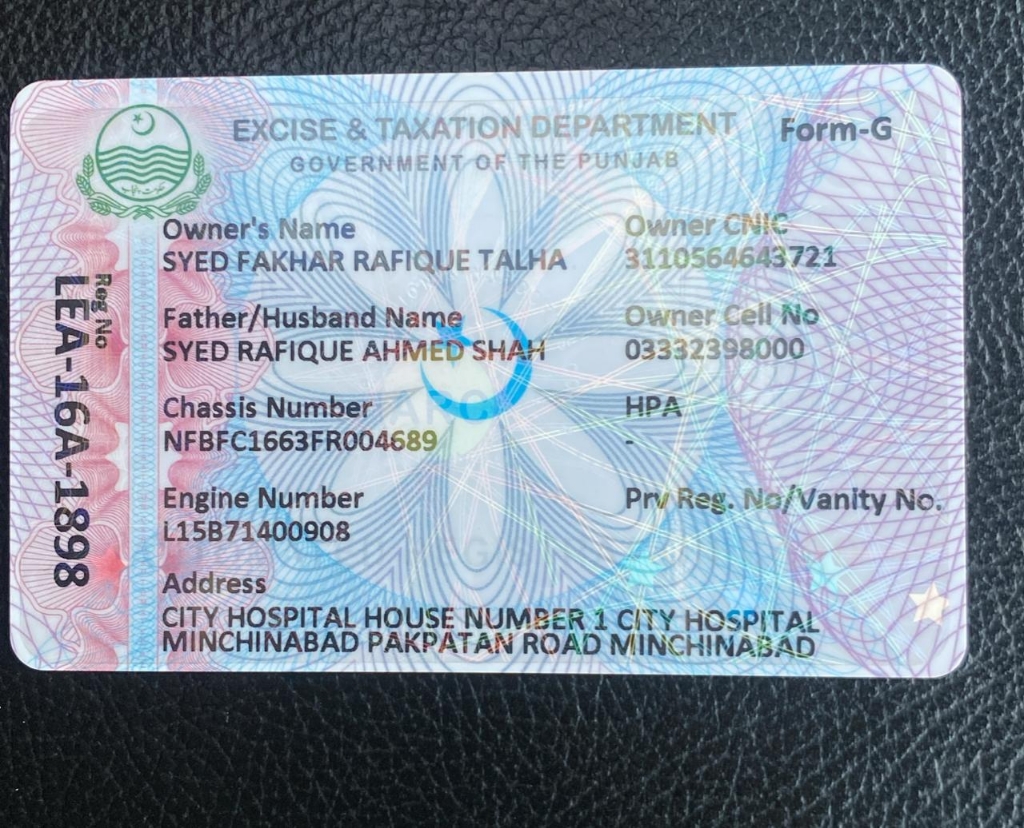 EXCISE & TAXATION DEPARTMENT Form-G
GOVERNMENT OF THE PUNJAB
Owner's Name Owner CNIC
SYED FAKHAR RAFIQUE TALHA 3110564643721
Father/Husband Name Owner Cell No
SYED RAFIQUE AHMED SHAH 03332398000
Chassis Number HPA
NFBFC1663FR004689 -
Engine Number Prv Reg. No/Vanity No.
L15B71400908
Address
CITY HOSPITAL HOUSE NUMBER 1 CITY HOSPITAL
MINCHINABAD PAKPATAN ROAD MINCHINABAD
Reg No
LEA-16A-1898